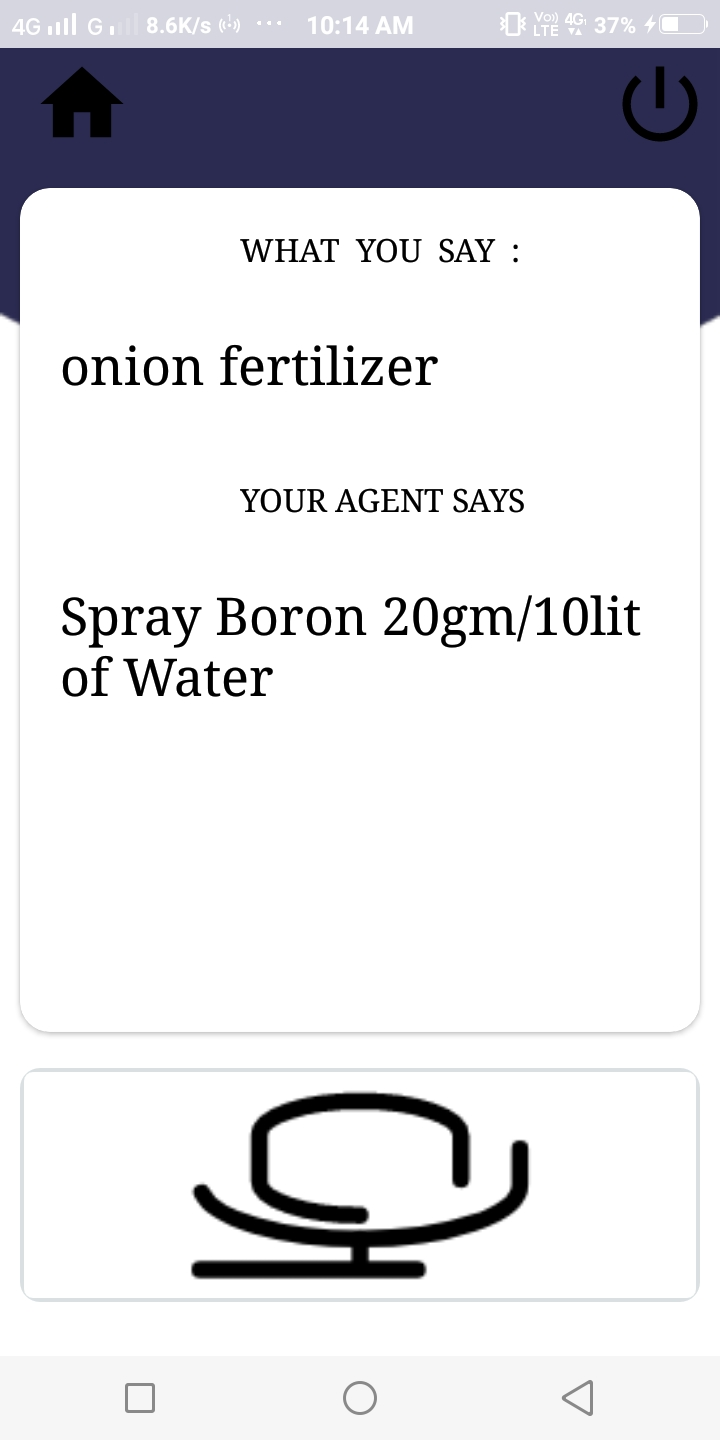 4G G 8.6K/s ... 10:14 AM Vo)) LTE 4G 37%
WHAT YOU SAY :
onion fertilizer
YOUR AGENT SAYS
Spray Boron 20gm/10lit
of Water